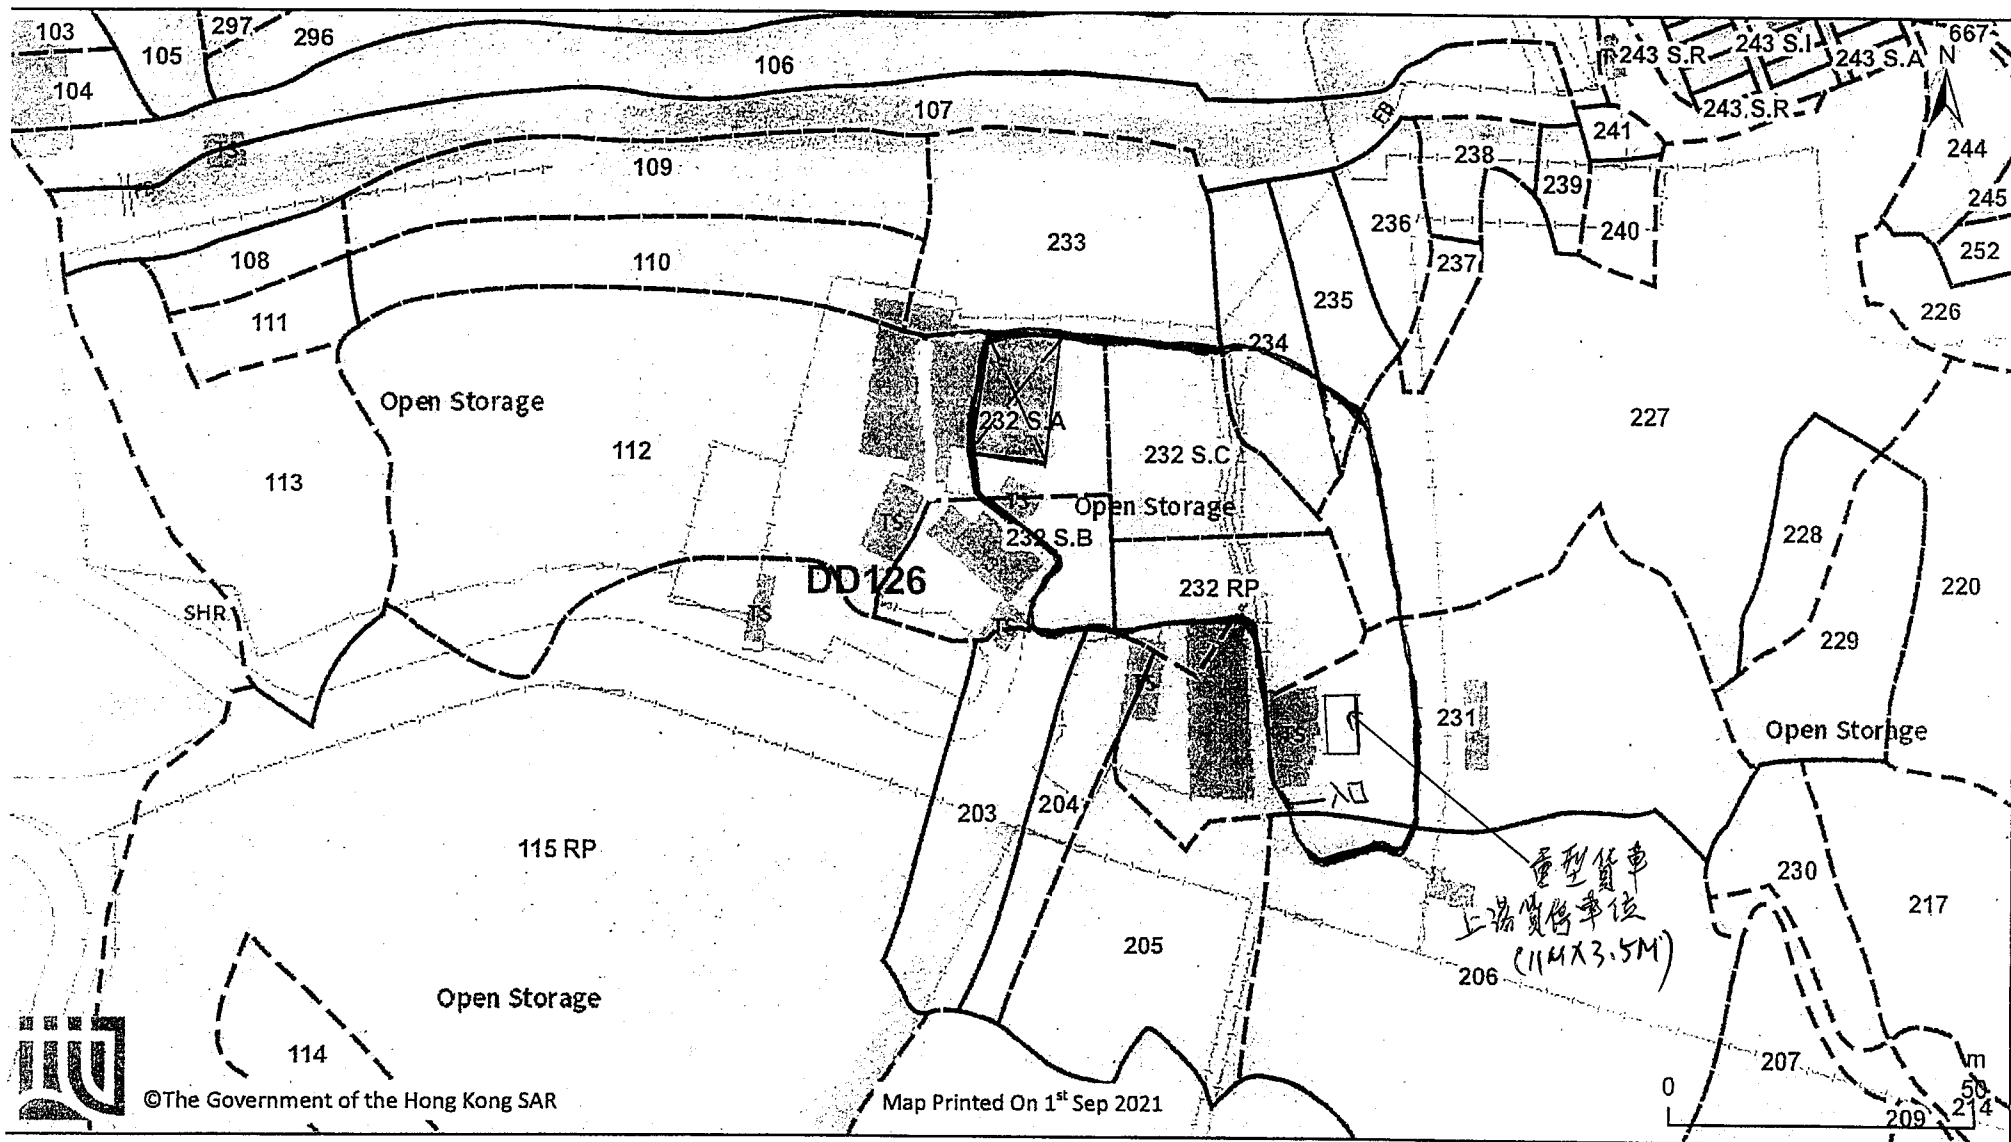 103
297
296
105
104
106
107
TS
109
108
110
111
233
EB
243 S.R
243 S.I
243 S.A
667
N
243 S.R
241
238
239
240
236
237
235
234
244
245
252
226
227
Open Storage
112
113
232 S.A
232 S.C
Open Storage
TS
TS
232 S.B
DD126
232 RP
SHR
TS
TS
TS
TS
228
229
220
231
Open Storage
入口
203
204
115 RP
重型貨車
上落貨停車位
(11M X 3.5M)
230
217
205
206
Open Storage
114
207
209
214
0
m
50
©The Government of the Hong Kong SAR
Map Printed On 1st Sep 2021